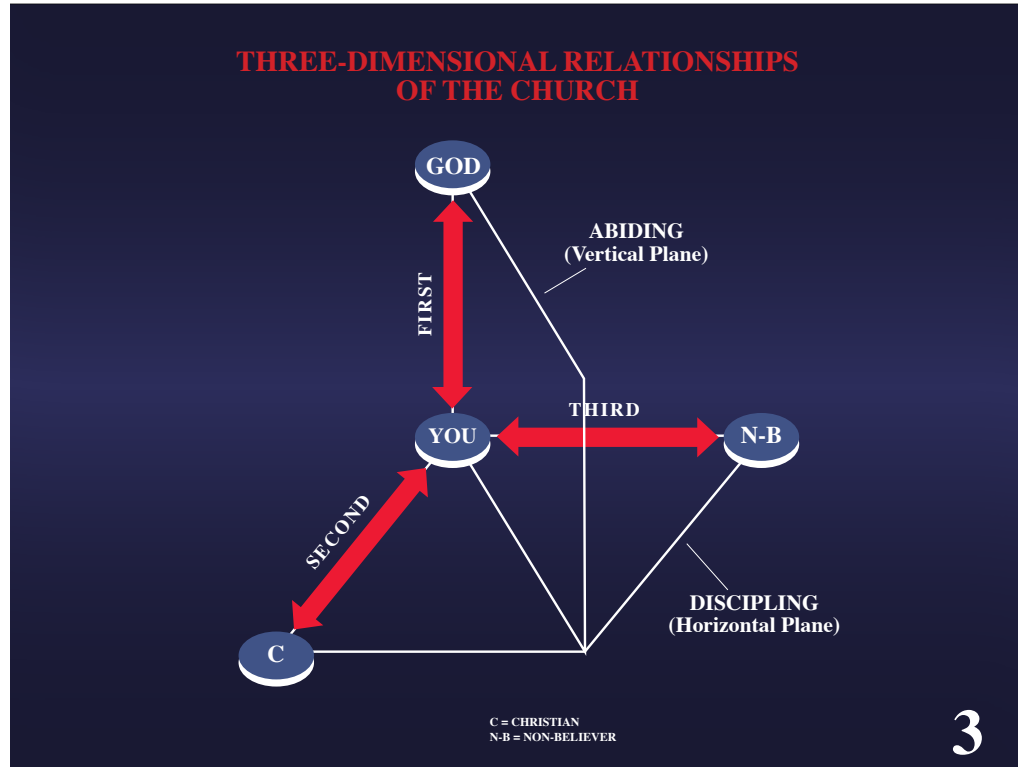 THREE-DIMENSIONAL RELATIONSHIPS
OF THE CHURCH
GOD
ABIDING
(Vertical Plane)
FIRST
THIRD
YOU
N-B
SECOND
DISCIPLING
(Horizontal Plane)
C
C = CHRISTIAN
N-B = NON-BELIEVER
3